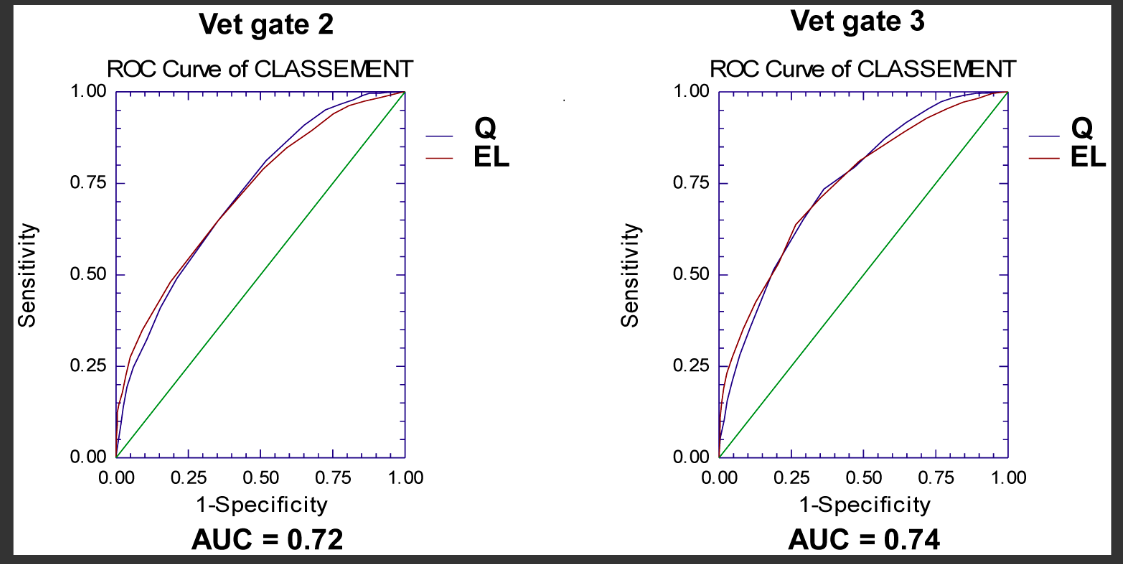 Vet gate 2
ROC Curve of CLASSEMENT
1.00
0.75
0.50
0.25
0.00
Sensitivity
0.00 0.25 0.50 0.75 1.00
1-Specificity
Q
EL
AUC = 0.72
Vet gate 3
ROC Curve of CLASSEMENT
1.00
0.75
0.50
0.25
0.00
Sensitivity
0.00 0.25 0.50 0.75 1.00
1-Specificity
Q
EL
AUC = 0.74